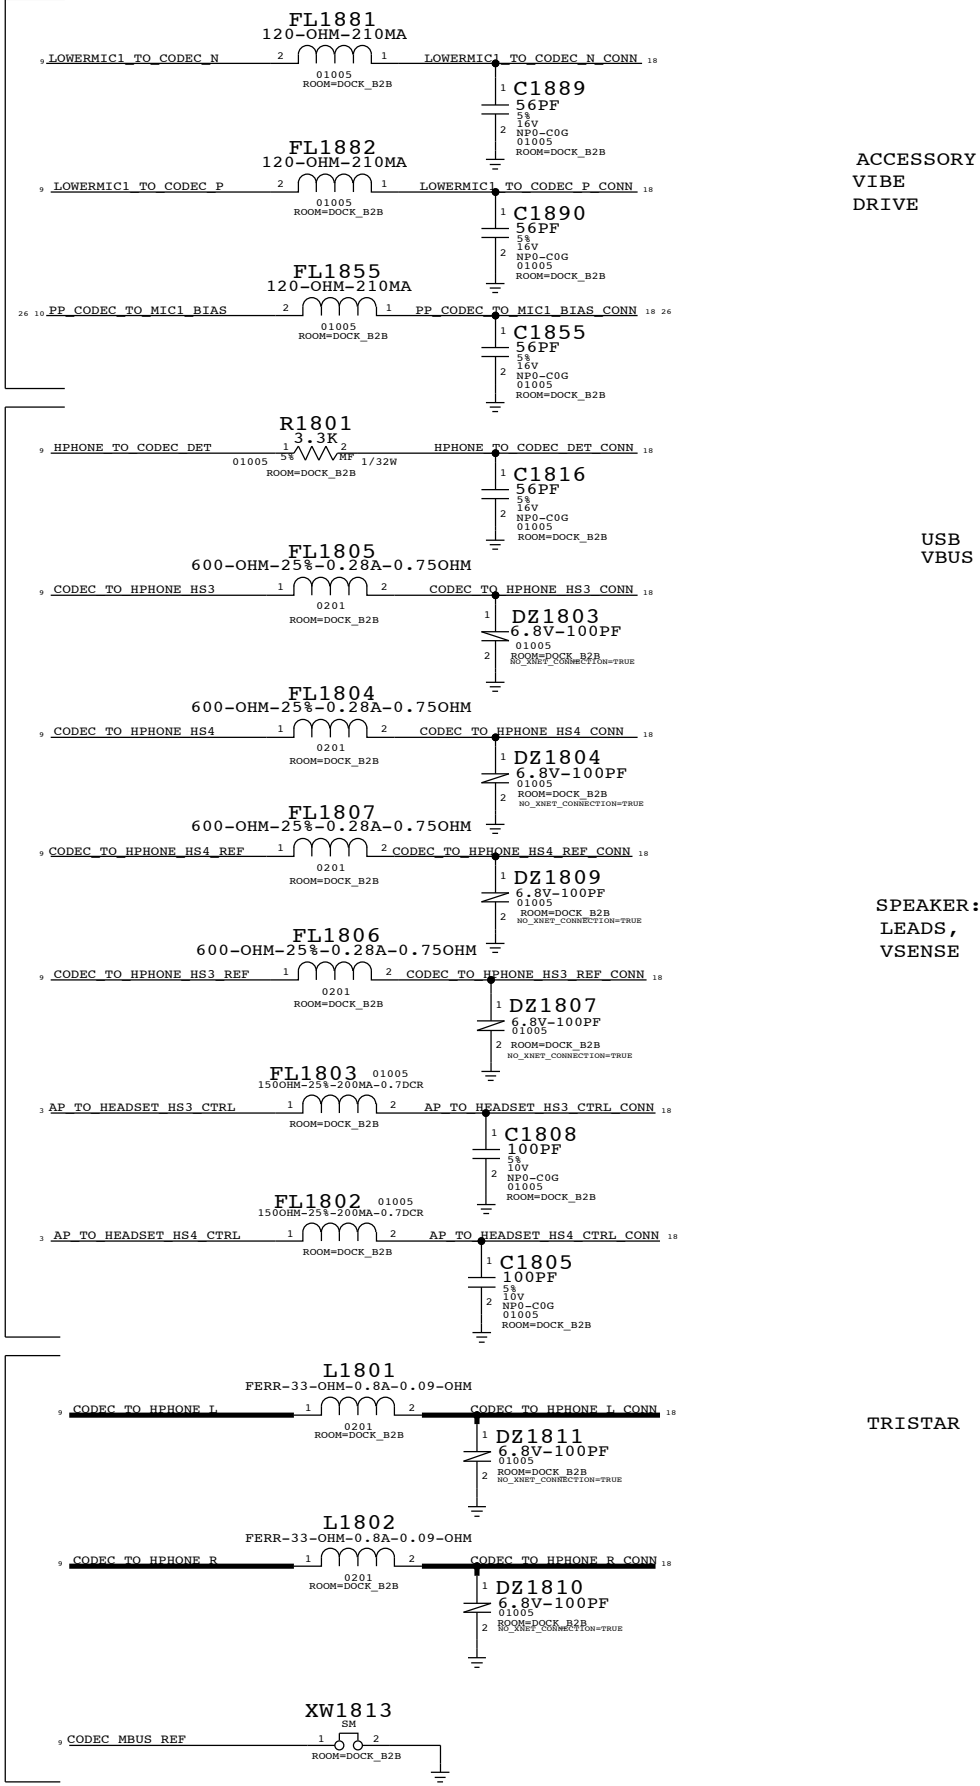 FL1881
120-OHM-210MA
9 LOWERMIC1_TO_CODEC_N 2 1 LOWERMIC1_TO_CODEC_N_CONN 18
01005
ROOM=DOCK_B2B
1 C1889
56PF
5%
2 16V
NP0-C0G
01005
ROOM=DOCK_B2B
FL1882
120-OHM-210MA
9 LOWERMIC1_TO_CODEC_P 2 1 LOWERMIC1_TO_CODEC_P_CONN 18
01005
ROOM=DOCK_B2B
1 C1890
56PF
5%
2 16V
NP0-C0G
01005
ROOM=DOCK_B2B
ACCESSORY
VIBE
DRIVE
FL1855
120-OHM-210MA
26 10 PP_CODEC_TO_MIC1_BIAS 2 1 PP_CODEC_TO_MIC1_BIAS_CONN 18 26
01005
ROOM=DOCK_B2B
1 C1855
56PF
5%
2 16V
NP0-C0G
01005
ROOM=DOCK_B2B
R1801
3.3K
9 HPHONE_TO_CODEC_DET 1 2 HPHONE_TO_CODEC_DET_CONN 18
01005 5% MF 1/32W
ROOM=DOCK_B2B
1 C1816
56PF
5%
2 16V
NP0-C0G
01005
ROOM=DOCK_B2B
USB
VBUS
FL1805
600-OHM-25%-0.28A-0.75OHM
9 CODEC_TO_HPHONE_HS3 1 2 CODEC_TO_HPHONE_HS3_CONN 18
0201
ROOM=DOCK_B2B
1 DZ1803
6.8V-100PF
01005
2 ROOM=DOCK_B2B
NO_XNET_CONNECTION=TRUE
FL1804
600-OHM-25%-0.28A-0.75OHM
9 CODEC_TO_HPHONE_HS4 1 2 CODEC_TO_HPHONE_HS4_CONN 18
0201
ROOM=DOCK_B2B
1 DZ1804
6.8V-100PF
01005
2 ROOM=DOCK_B2B
NO_XNET_CONNECTION=TRUE
FL1807
600-OHM-25%-0.28A-0.75OHM
9 CODEC_TO_HPHONE_HS4_REF 1 2 CODEC_TO_HPHONE_HS4_REF_CONN 18
0201
ROOM=DOCK_B2B
1 DZ1809
6.8V-100PF
01005
2 ROOM=DOCK_B2B
NO_XNET_CONNECTION=TRUE
SPEAKER:
LEADS,
VSENSE
FL1806
600-OHM-25%-0.28A-0.75OHM
9 CODEC_TO_HPHONE_HS3_REF 1 2 CODEC_TO_HPHONE_HS3_REF_CONN 18
0201
ROOM=DOCK_B2B
1 DZ1807
6.8V-100PF
01005
2 ROOM=DOCK_B2B
NO_XNET_CONNECTION=TRUE
FL1803 01005
150OHM-25%-200MA-0.7DCR
3 AP_TO_HEADSET_HS3_CTRL 1 2 AP_TO_HEADSET_HS3_CTRL_CONN 18
ROOM=DOCK_B2B
1 C1808
100PF
5%
2 10V
NP0-C0G
01005
ROOM=DOCK_B2B
FL1802 01005
150OHM-25%-200MA-0.7DCR
3 AP_TO_HEADSET_HS4_CTRL 1 2 AP_TO_HEADSET_HS4_CTRL_CONN 18
ROOM=DOCK_B2B
1 C1805
100PF
5%
2 10V
NP0-C0G
01005
ROOM=DOCK_B2B
L1801
FERR-33-OHM-0.8A-0.09-OHM
9 CODEC_TO_HPHONE_L 1 2 CODEC_TO_HPHONE_L_CONN 18
0201
ROOM=DOCK_B2B
1 DZ1811
6.8V-100PF
01005
2 ROOM=DOCK_B2B
NO_XNET_CONNECTION=TRUE
TRISTAR
L1802
FERR-33-OHM-0.8A-0.09-OHM
9 CODEC_TO_HPHONE_R 1 2 CODEC_TO_HPHONE_R_CONN 18
0201
ROOM=DOCK_B2B
1 DZ1810
6.8V-100PF
01005
2 ROOM=DOCK_B2B
NO_XNET_CONNECTION=TRUE
XW1813
SM
9 CODEC_MBUS_REF 1 2
ROOM=DOCK_B2B